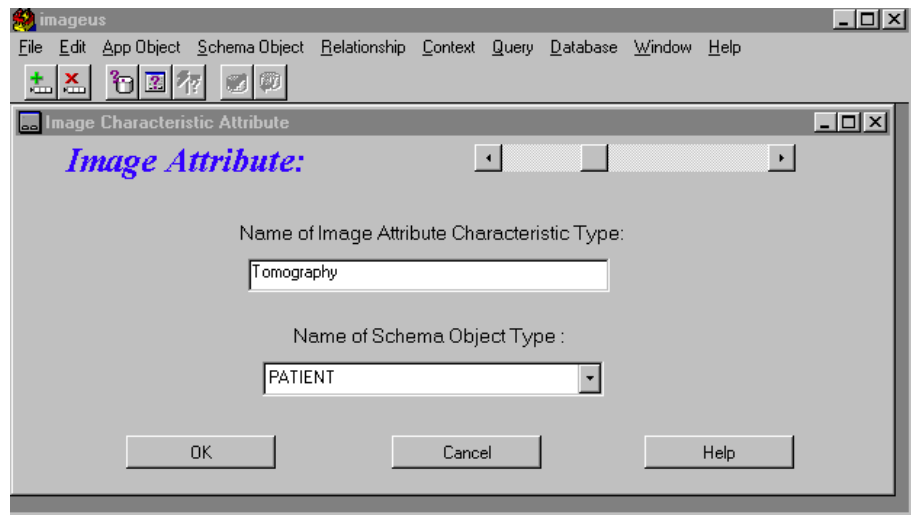 imageus
File Edit App Object Schema Object Relationship Context Query Database Window Help
Image Characteristic Attribute
Image Attribute:
Name of Image Attribute Characteristic Type:
Tomography
Name of Schema Object Type :
PATIENT
OK Cancel Help